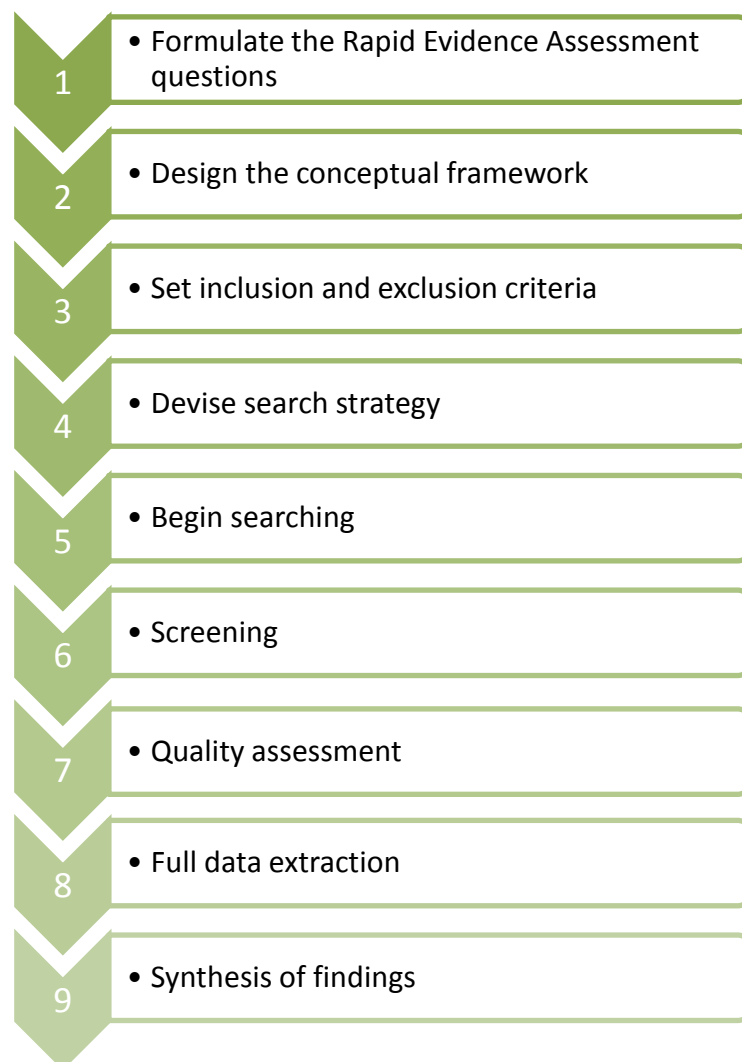 1
• Formulate the Rapid Evidence Assessment
questions
2
• Design the conceptual framework
3
• Set inclusion and exclusion criteria
4
• Devise search strategy
5
• Begin searching
6
• Screening
7
• Quality assessment
8
• Full data extraction
9
• Synthesis of findings